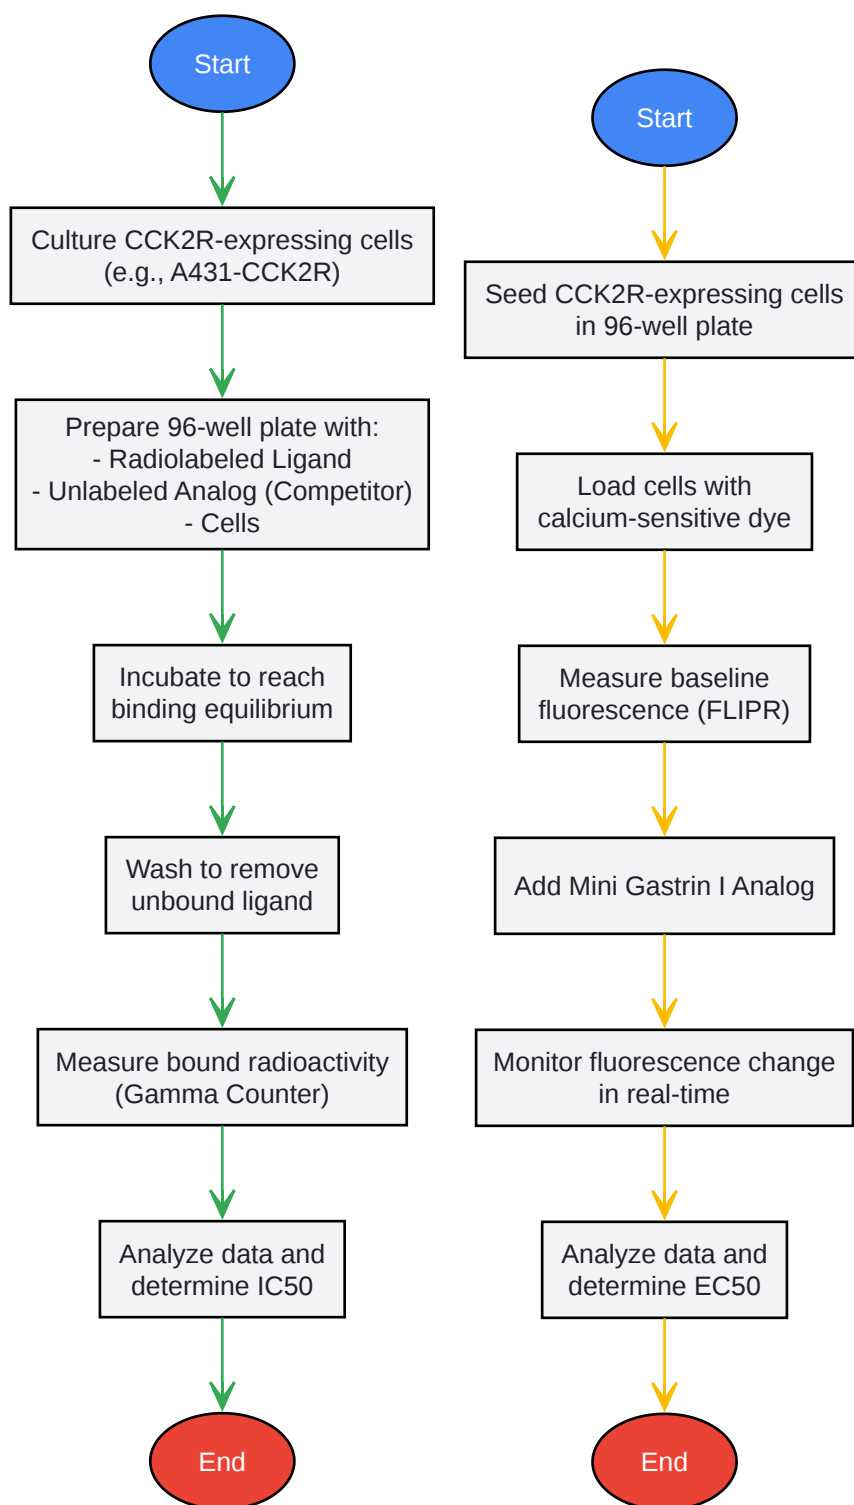 Start
Culture CCK2R-expressing cells
(e.g., A431-CCK2R)
Prepare 96-well plate with:
- Radiolabeled Ligand
- Unlabeled Analog (Competitor)
- Cells
Incubate to reach
binding equilibrium
Wash to remove
unbound ligand
Measure bound radioactivity
(Gamma Counter)
Analyze data and
determine IC50
End
Start
Seed CCK2R-expressing cells
in 96-well plate
Load cells with
calcium-sensitive dye
Measure baseline
fluorescence (FLIPR)
Add Mini Gastrin I Analog
Monitor fluorescence change
in real-time
Analyze data and
determine EC50
End